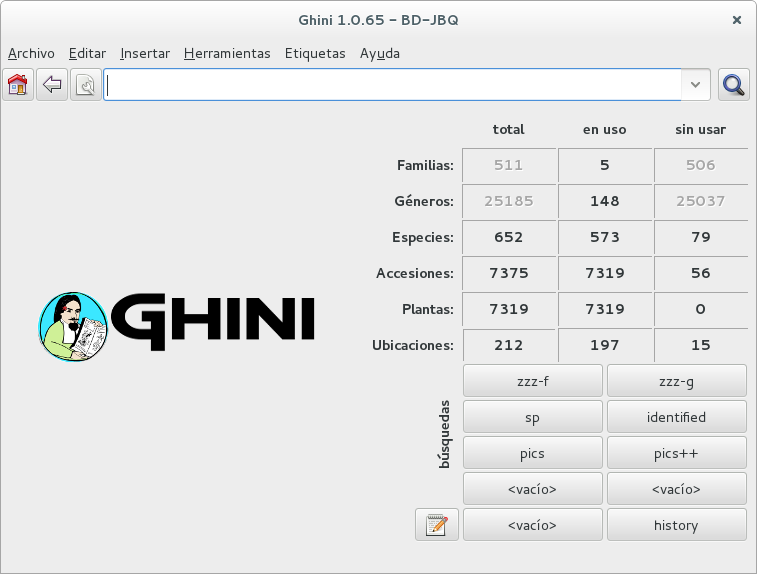 Ghini 1.0.65 – BD-JBQ
Archivo Editar Insertar Herramientas Etiquetas Ayuda
total en uso sin usar
Familias: 511 5 506
Géneros: 25185 148 25037
Especies: 652 573 79
Accesiones: 7375 7319 56
Plantas: 7319 7319 0
Ubicaciones: 212 197 15
GHINI
búsquedas
zzz-f zzz-g
sp identified
pics pics++
<vacío> <vacío>
<vacío> history